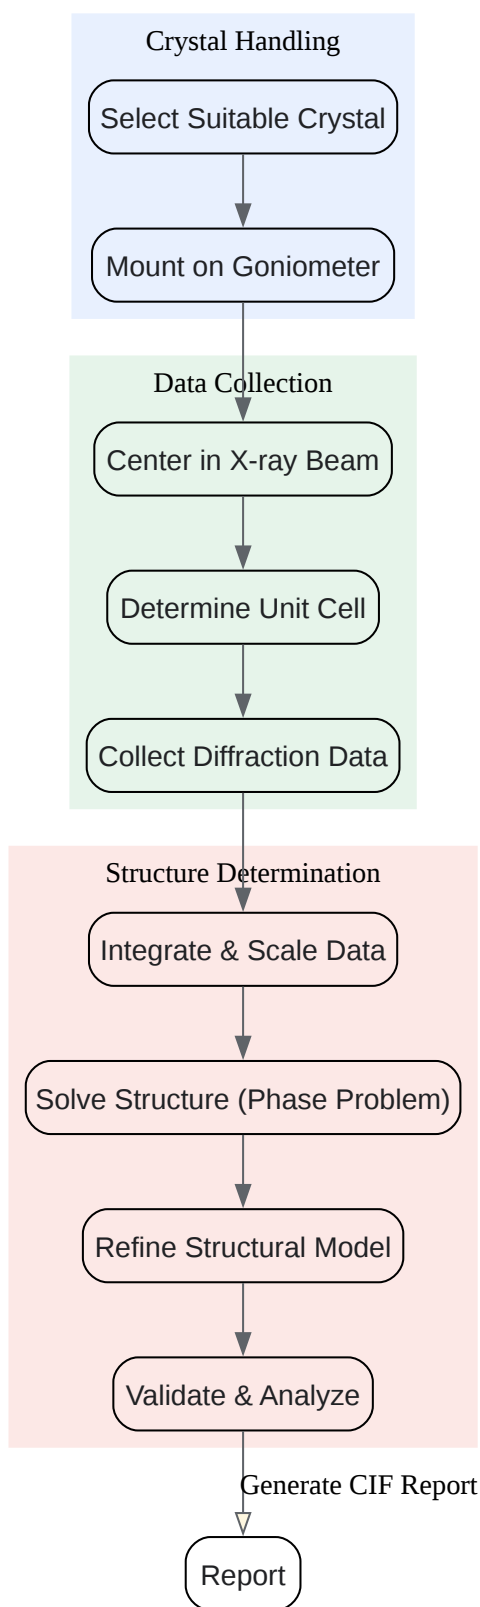 Crystal Handling
Select Suitable Crystal
Mount on Goniometer
Data Collection
Center in X-ray Beam
Determine Unit Cell
Collect Diffraction Data
Structure Determination
Integrate & Scale Data
Solve Structure (Phase Problem)
Refine Structural Model
Validate & Analyze
Generate CIF Report
Report